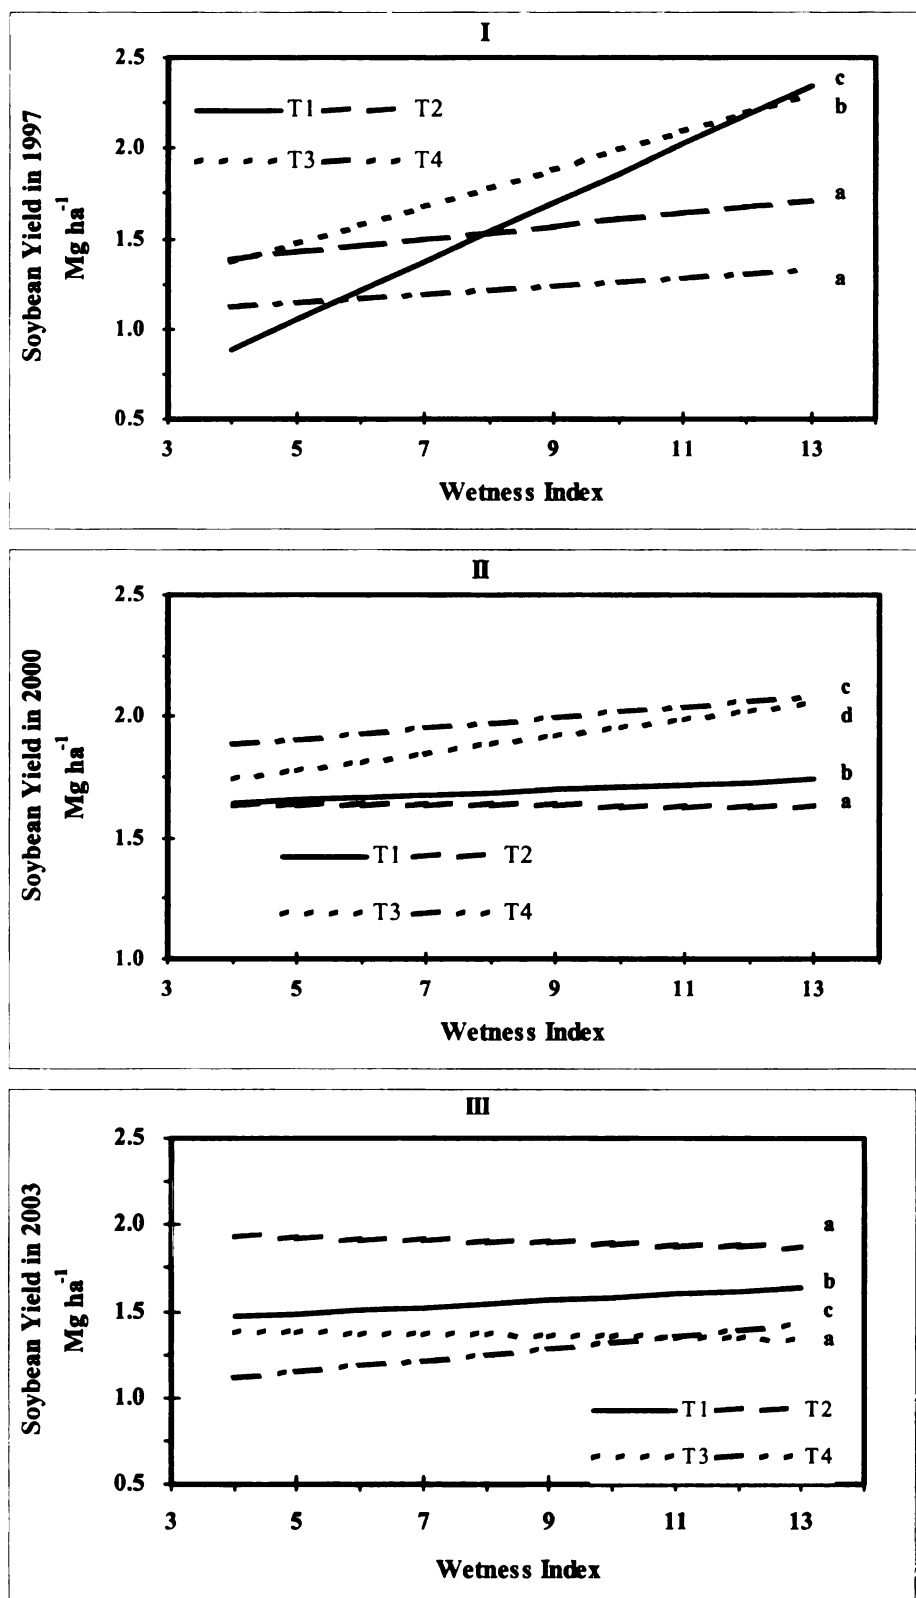 I
Soybean Yield in 1997
Mg ha⁻¹
2.5
2.0
1.5
1.0
0.5
T1 T2
T3 T4
c
b
a
a
3 5 7 9 11 13
Wetness Index
II
Soybean Yield in 2000
Mg ha⁻¹
2.5
2.0
1.5
1.0
c
d
b
a
T1 T2
T3 T4
3 5 7 9 11 13
Wetness Index
III
Soybean Yield in 2003
Mg ha⁻¹
2.5
2.0
1.5
1.0
0.5
a
b
c
a
T1 T2
T3 T4
3 5 7 9 11 13
Wetness Index